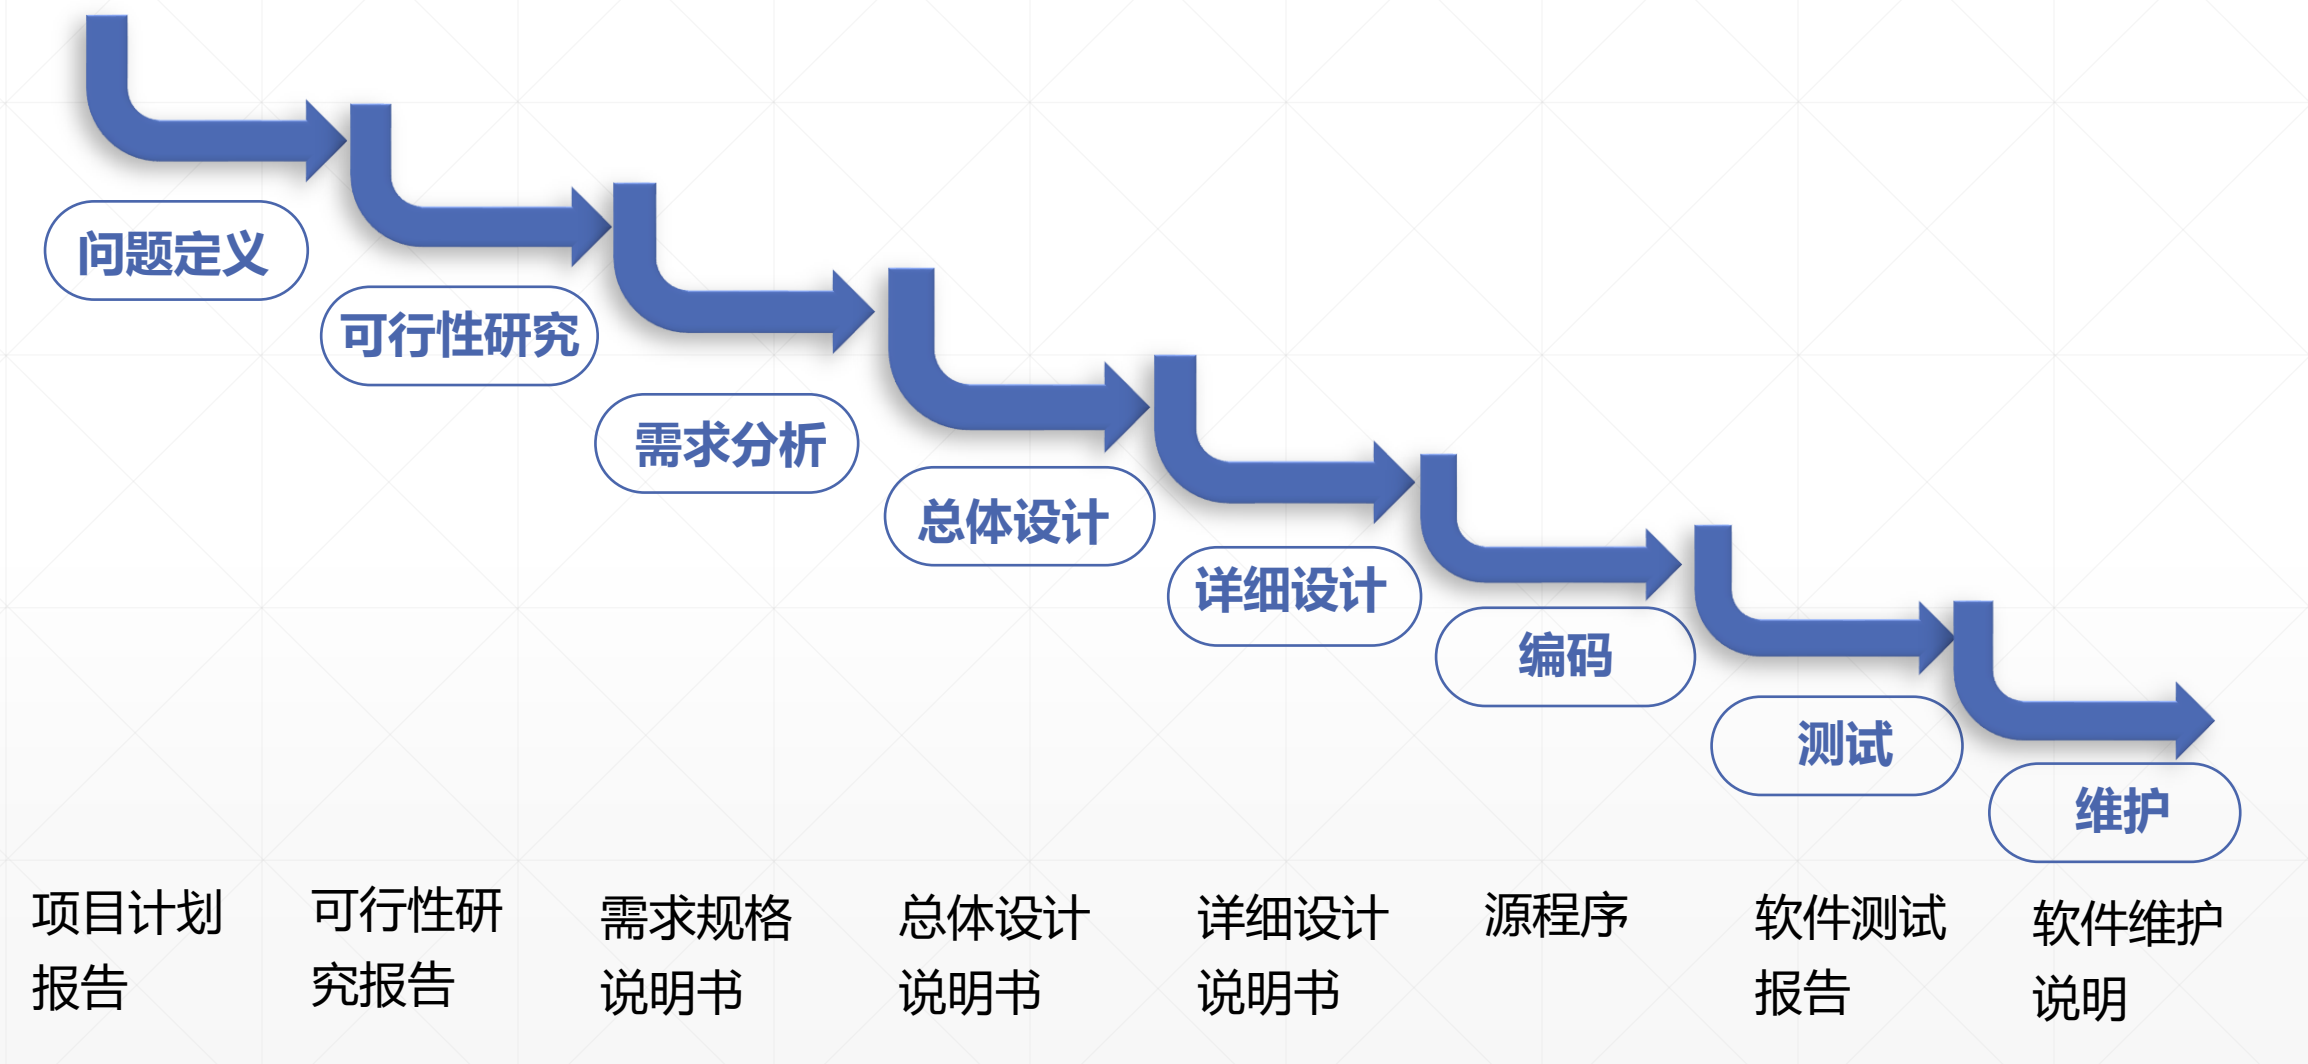 问题定义
可行性研究
需求分析
总体设计
详细设计
编码
测试
维护
项目计划
报告
可行性研
究报告
需求规格
说明书
总体设计
说明书
详细设计
说明书
源程序
软件测试
报告
软件维护
说明